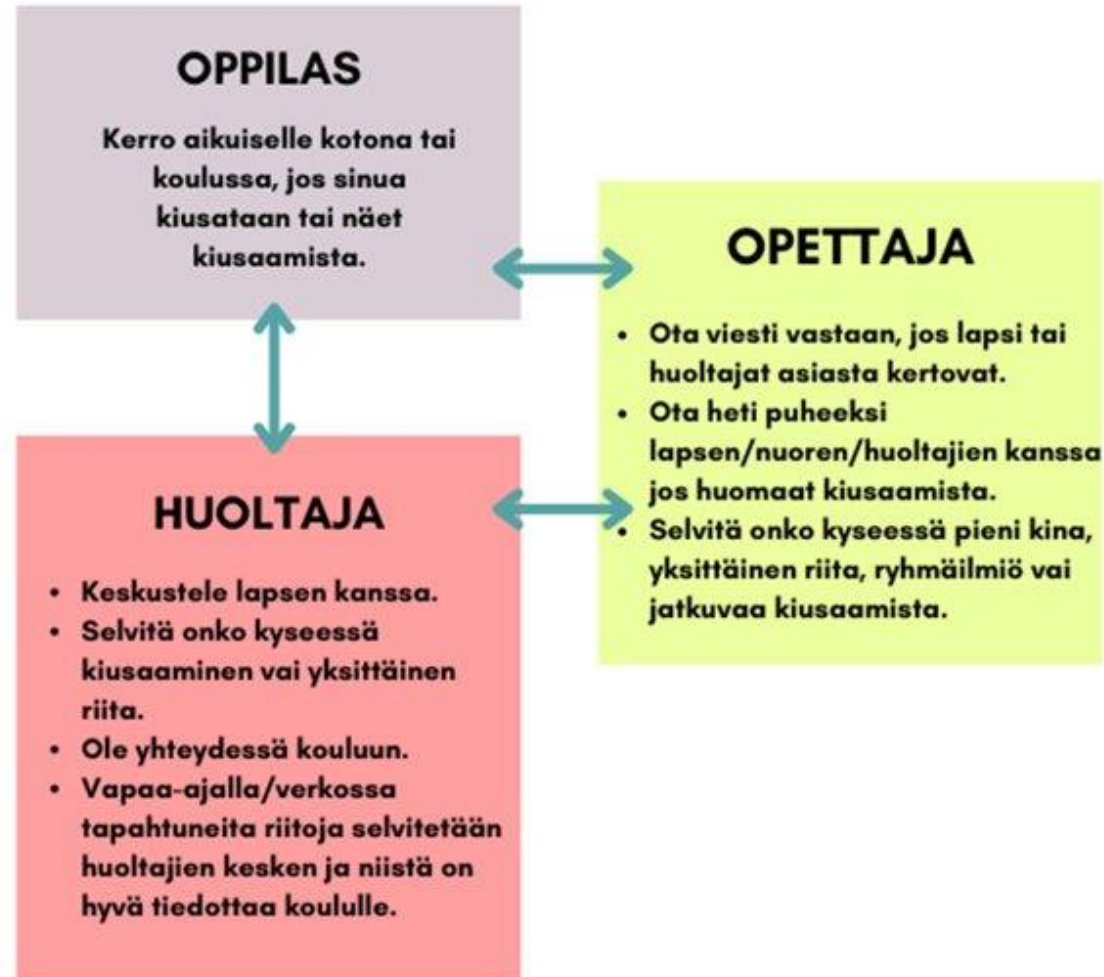 OPPILAS
Kerro aikuiselle kotona tai
koulussa, jos sinua
kiusataan tai näet
kiusaamista.
OPETTAJA
• Ota viesti vastaan, jos lapsi tai
huoltajat asiasta kertovat.
• Ota heti puheeksi
lapsen/nuoren/huoltajien kanssa
jos huomaat kiusaamista.
• Selvitä onko kyseessä pieni kina,
yksittäinen riita, ryhmäilmiö vai
jatkuvaa kiusaamista.
HUOLTAJA
• Keskustele lapsen kanssa.
• Selvitä onko kyseessä
kiusaaminen vai yksittäinen
riita.
• Ole yhteydessä kouluun.
• Vapaa-ajalla/verkossa
tapahtuneita riitoja selvitetään
huoltajien kesken ja niistä on
hyvä tiedottaa koululle.